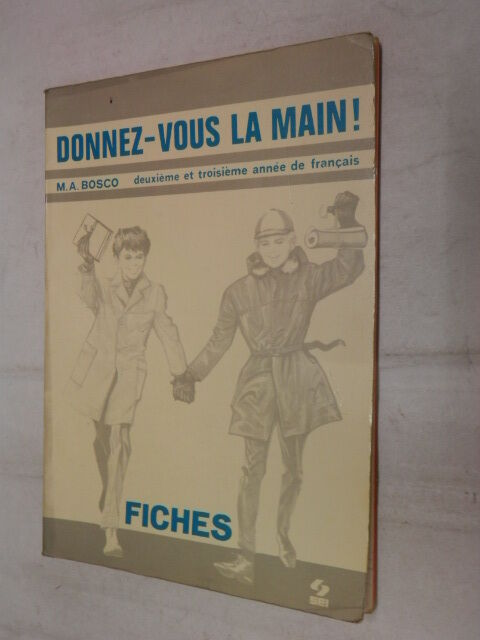 DONNEZ-VOUS LA MAIN!
M.A. BOSCO deuxième et troisième année de français
FICHES